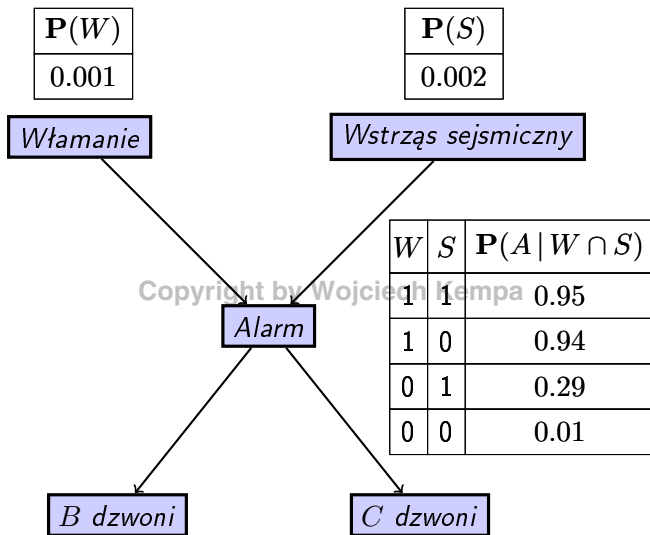 P(W) P(S)
0.001 0.002
Włamanie Wstrząs sejsmiczny
W S P(A | W ∩ S)
1 1 0.95
Copyright by Wojciech Kempa
Alarm
1 0 0.94
0 1 0.29
0 0 0.01
B dzwoni C dzwoni